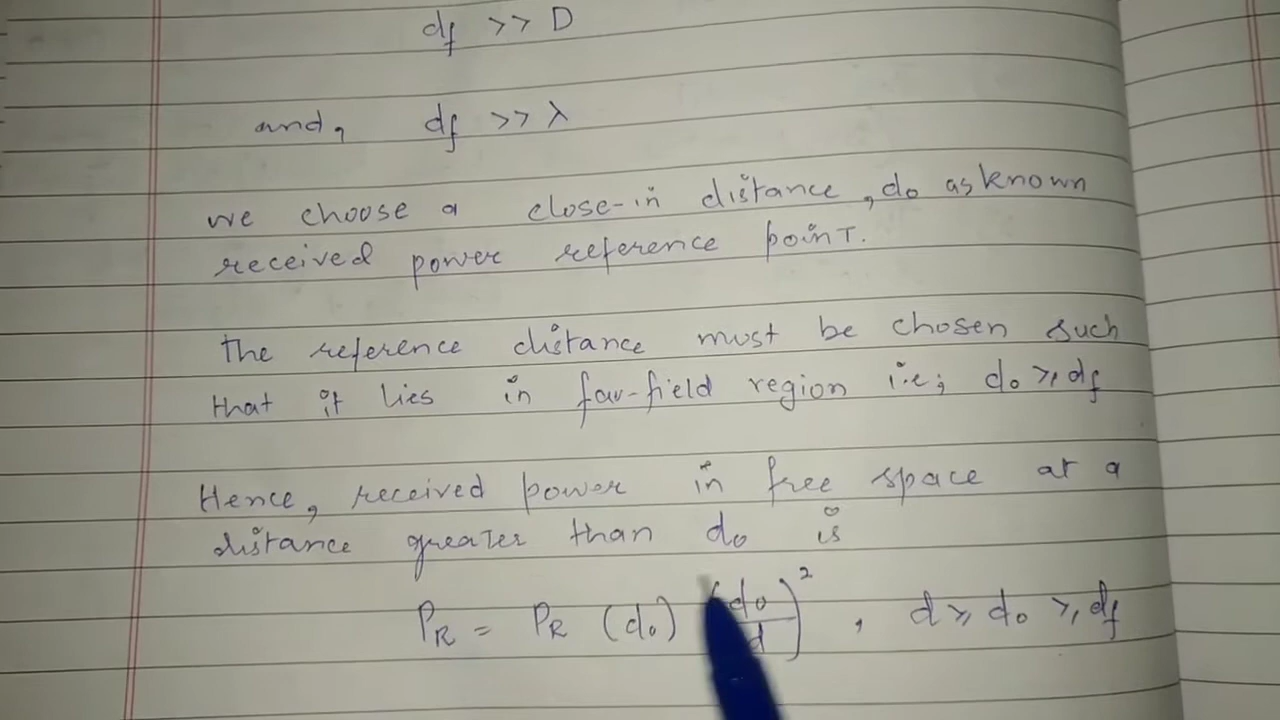 df >> D
and, df >> λ
we choose a close-in distance, do as known
received power reference point.
The reference distance must be chosen such
that it lies in far-field region i.e; do ≥ df
Hence, received power in free space at a
distance greater than do is
PR = PR (do) (do/d)², d ≥ do ≥ df